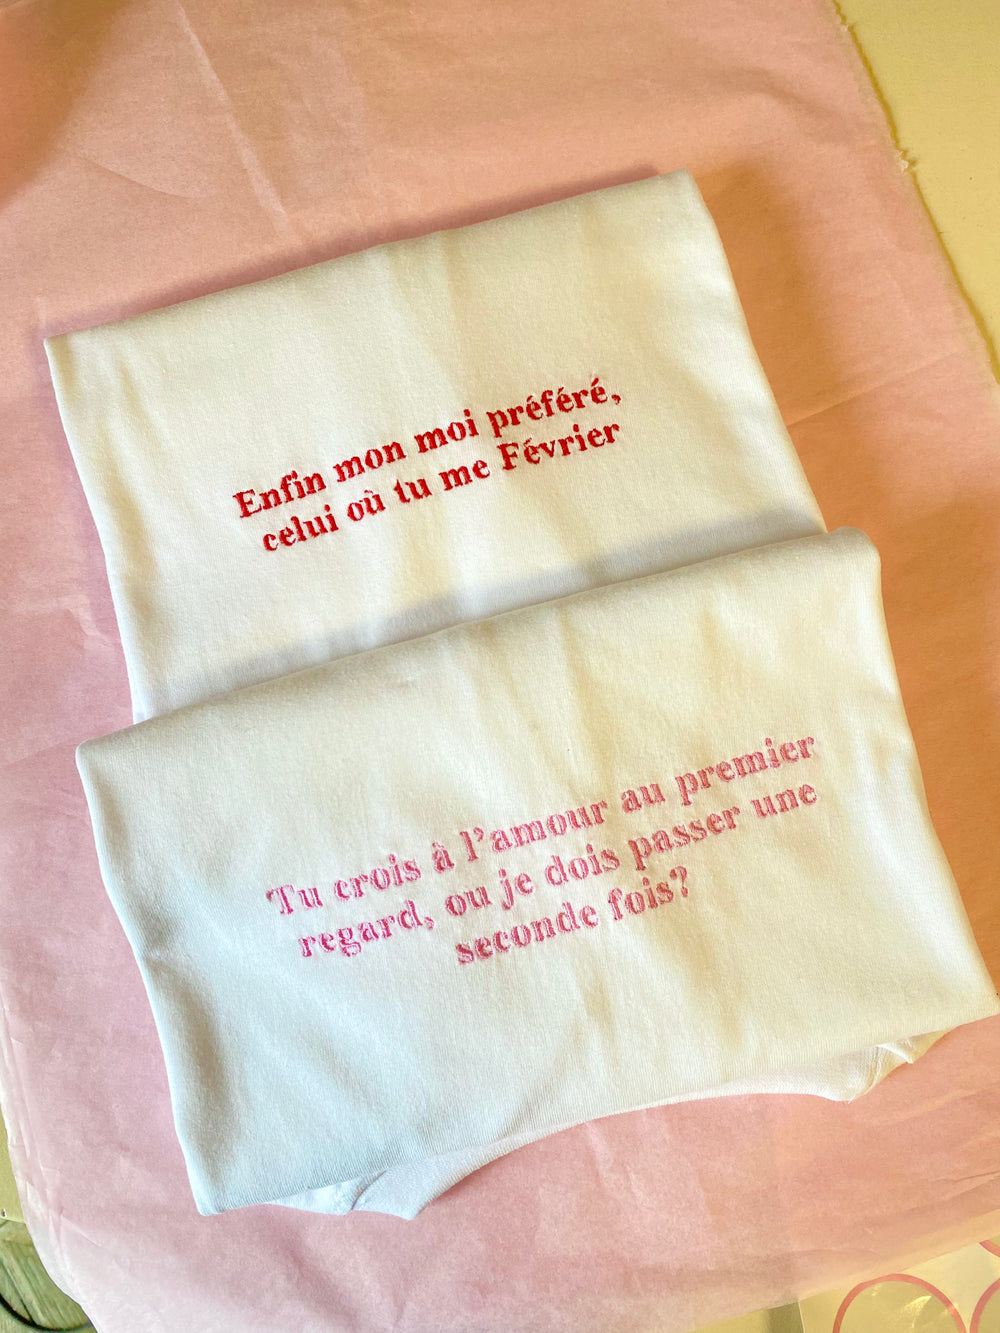 Enfin mon moi préféré,
celui où tu me Février
Tu crois à l'amour au premier
regard, ou je dois passer une
seconde fois?